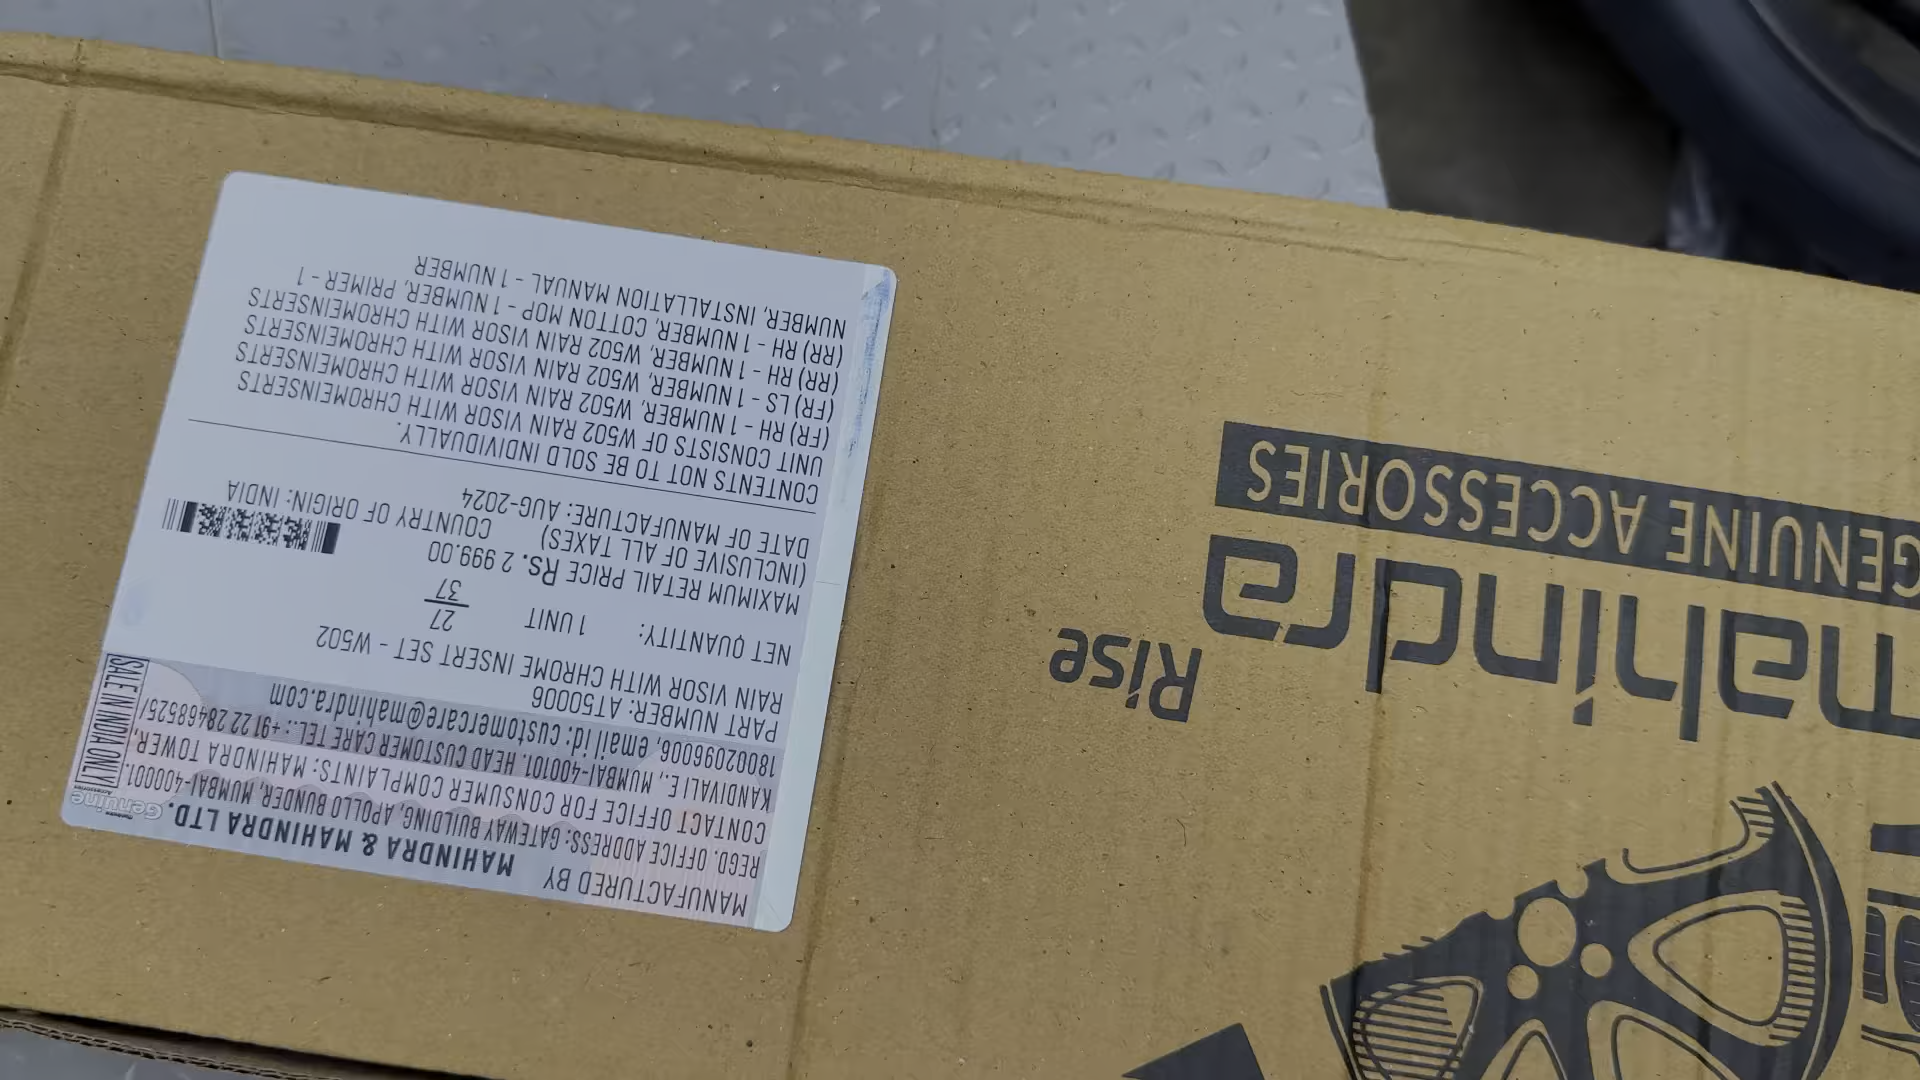 MANUFACTURED BY MAHINDRA & MAHINDRA LTD.
REGD. OFFICE ADDRESS: GATEWAY BUILDING, APOLLO BUNDER, MUMBAI-400001.
CONTACT OFFICE FOR CONSUMER COMPLAINTS: MAHINDRA TOWER,
KANDIVALIE., MUMBAI-400101. HEAD CUSTOMER CARE TEL .: +91 22 28468525/
18002096006, email id: customercare@mahindra.com
Genuine
Accessories
SALE IN INDIA ONLY
PART NUMBER: AT50006
RAIN VISOR WITH CHROME INSERT SET - W502
NET QUANTITY: 1 UNIT 27
37
MAXIMUM RETAIL PRICE Rs. 2 999.00
(INCLUSIVE OF ALL TAXES)
DATE OF MANUFACTURE: AUG-2024 COUNTRY OF ORIGIN: INDIA
CONTENTS NOT TO BE SOLD INDIVIDUALLY.
UNIT CONSISTS OF W502 RAIN VISOR WITH CHROMEINSERTS
(FR) RH - 1 NUMBER, W502 RAIN VISOR WITH CHROMEINSERTS
(FR) LS - 1 NUMBER, W502 RAIN VISOR WITH CHROMEINSERTS
(RR) RH - 1 NUMBER, W502 RAIN VISOR WITH CHROMEINSERTS
(RR) RH - 1 NUMBER, COTTON MOP - 1 NUMBER, PRIMER - 1
NUMBER, INSTALLATION MANUAL - 1 NUMBER
Rise
mahindra
GENUINE ACCESSORIES